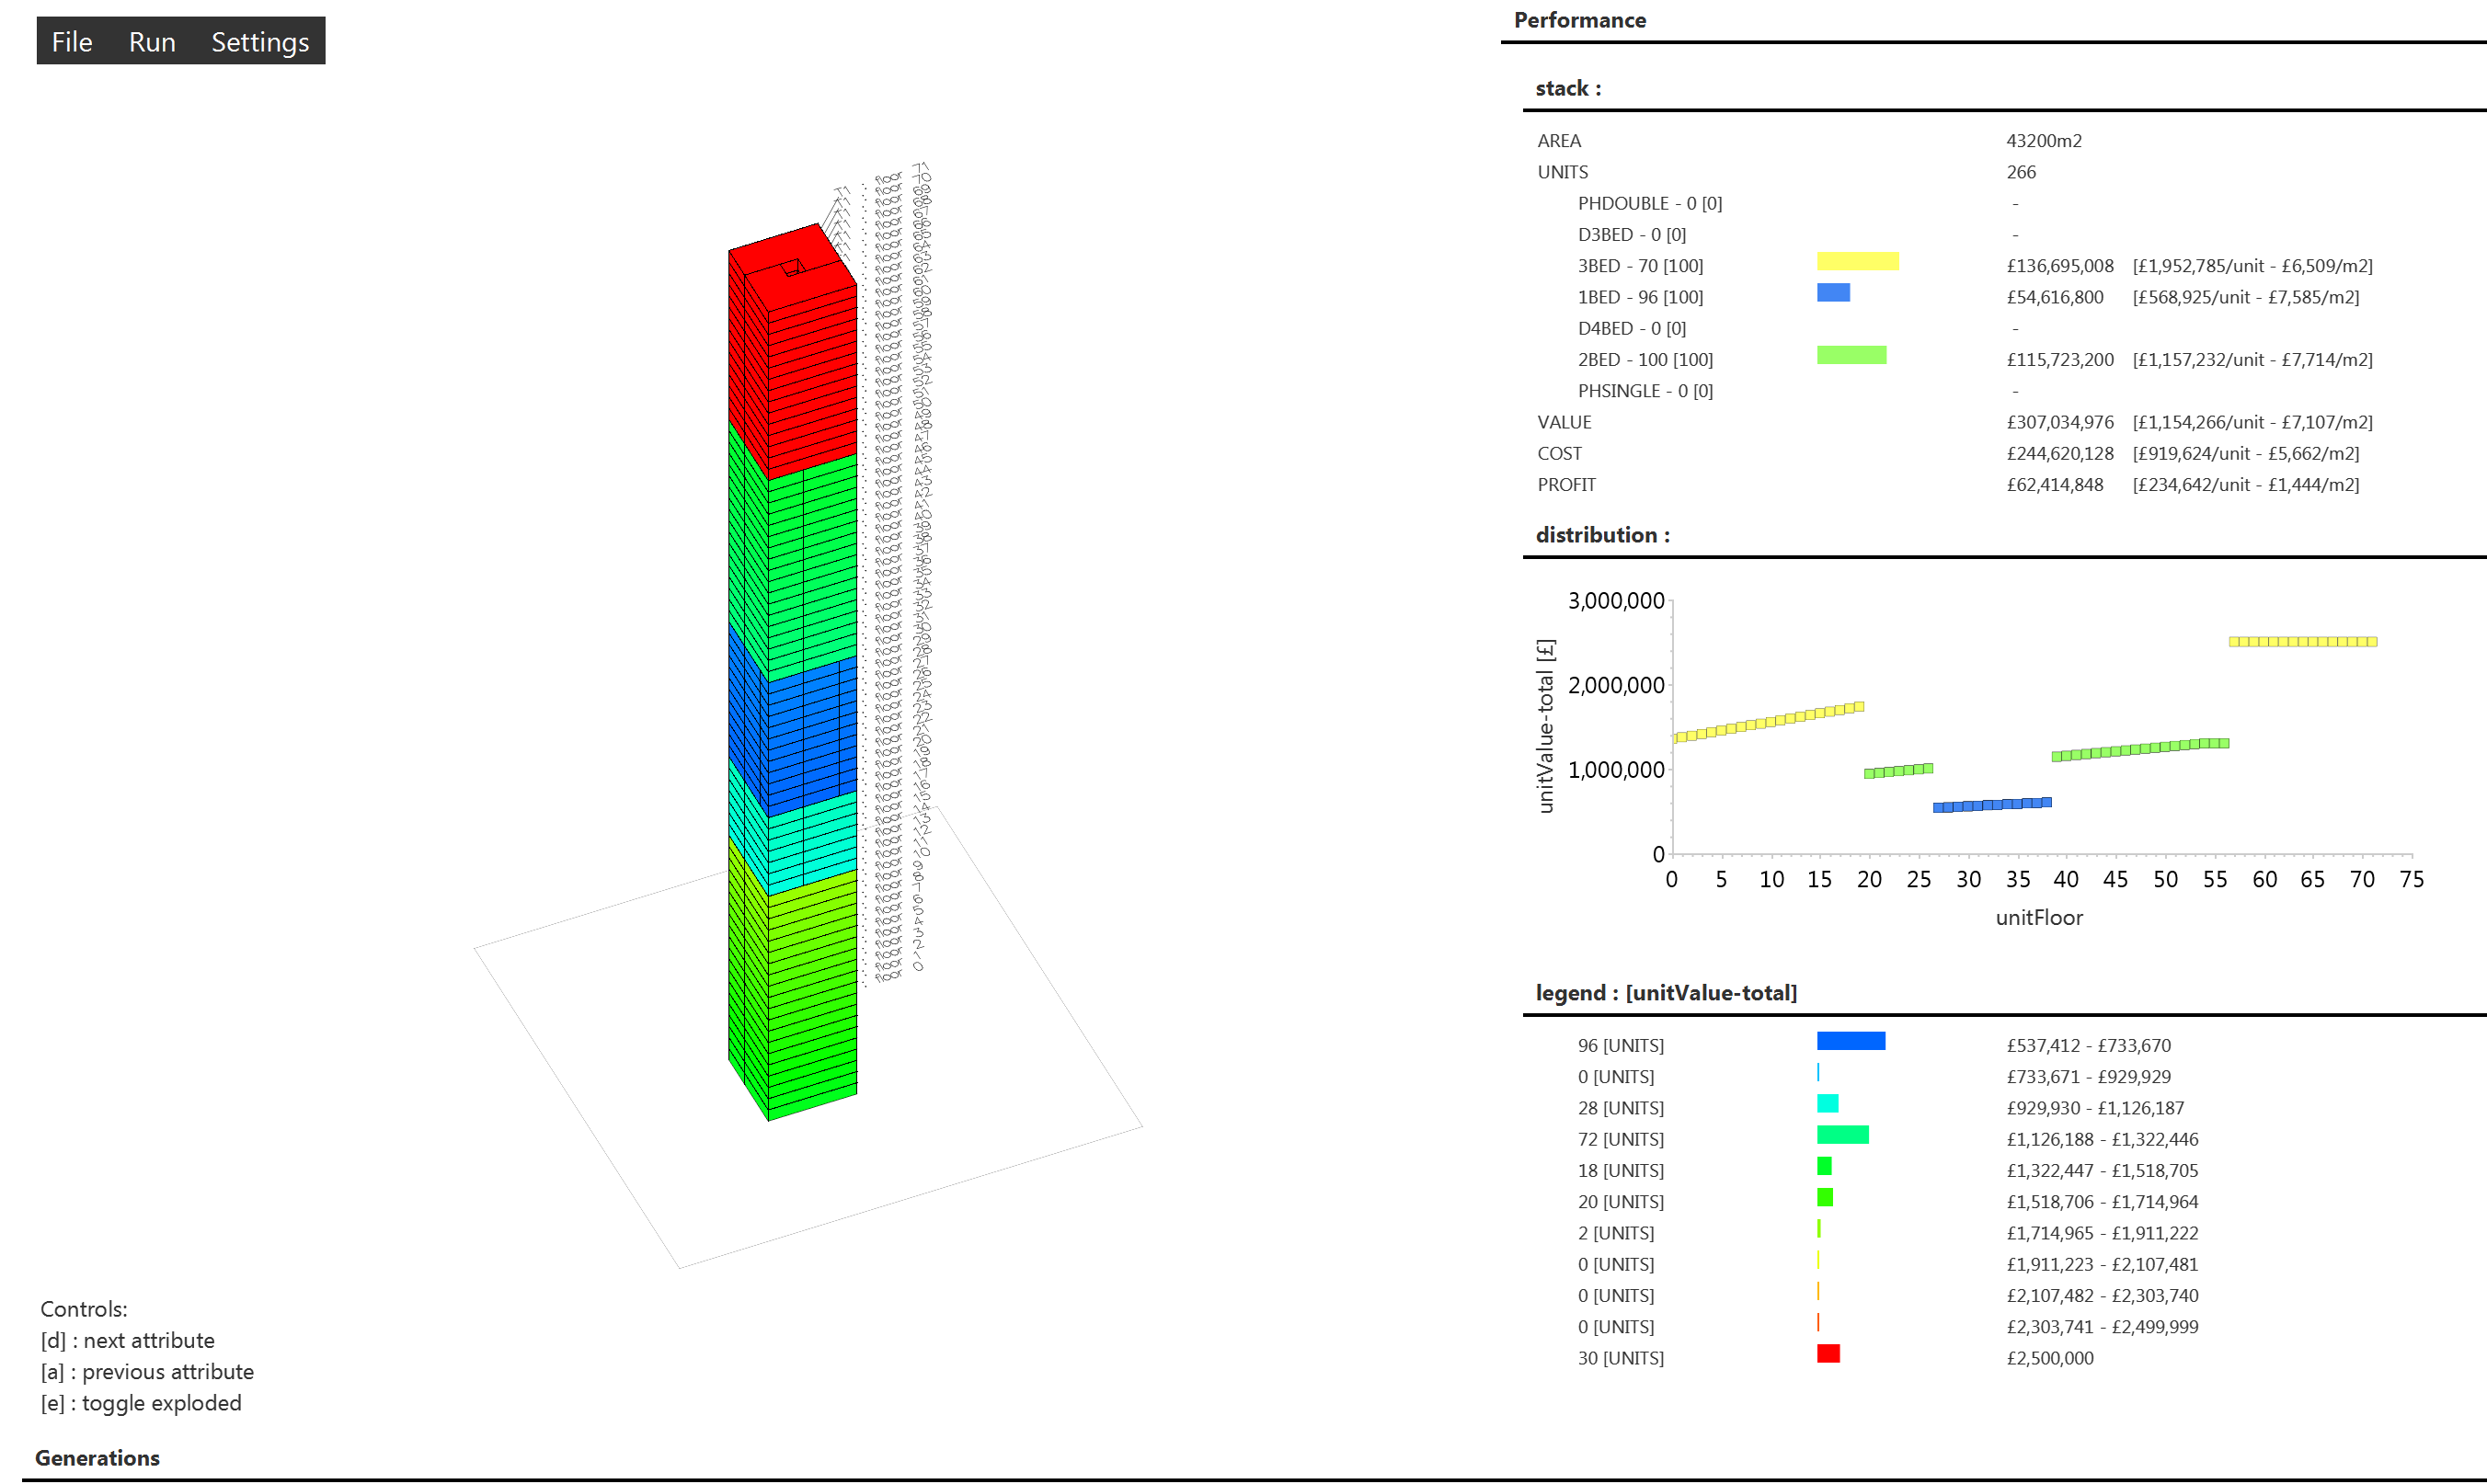 File Run Settings
Performance
stack :
AREA 43200m2
UNITS 266
PHDOUBLE - 0 [0] -
D3BED - 0 [0] -
3BED - 70 [100] £136,695,008 [£1,952,785/unit - £6,509/m2]
1BED - 96 [100] £54,616,800 [£568,925/unit - £7,585/m2]
D4BED - 0 [0] -
2BED - 100 [100] £115,723,200 [£1,157,232/unit - £7,714/m2]
PHSINGLE - 0 [0] -
VALUE £307,034,976 [£1,154,266/unit - £7,107/m2]
COST £244,620,128 [£919,624/unit - £5,662/m2]
PROFIT £62,414,848 [£234,642/unit - £1,444/m2]
distribution :
unitValue-total [£]
3,000,000
2,000,000
1,000,000
0
0 5 10 15 20 25 30 35 40 45 50 55 60 65 70 75
unitFloor
legend : [unitValue-total]
96 [UNITS] £537,412 - £733,670
0 [UNITS] £733,671 - £929,929
28 [UNITS] £929,930 - £1,126,187
72 [UNITS] £1,126,188 - £1,322,446
18 [UNITS] £1,322,447 - £1,518,705
20 [UNITS] £1,518,706 - £1,714,964
2 [UNITS] £1,714,965 - £1,911,222
0 [UNITS] £1,911,223 - £2,107,481
0 [UNITS] £2,107,482 - £2,303,740
0 [UNITS] £2,303,741 - £2,499,999
30 [UNITS] £2,500,000
Controls:
[d] : next attribute
[a] : previous attribute
[e] : toggle exploded
Generations